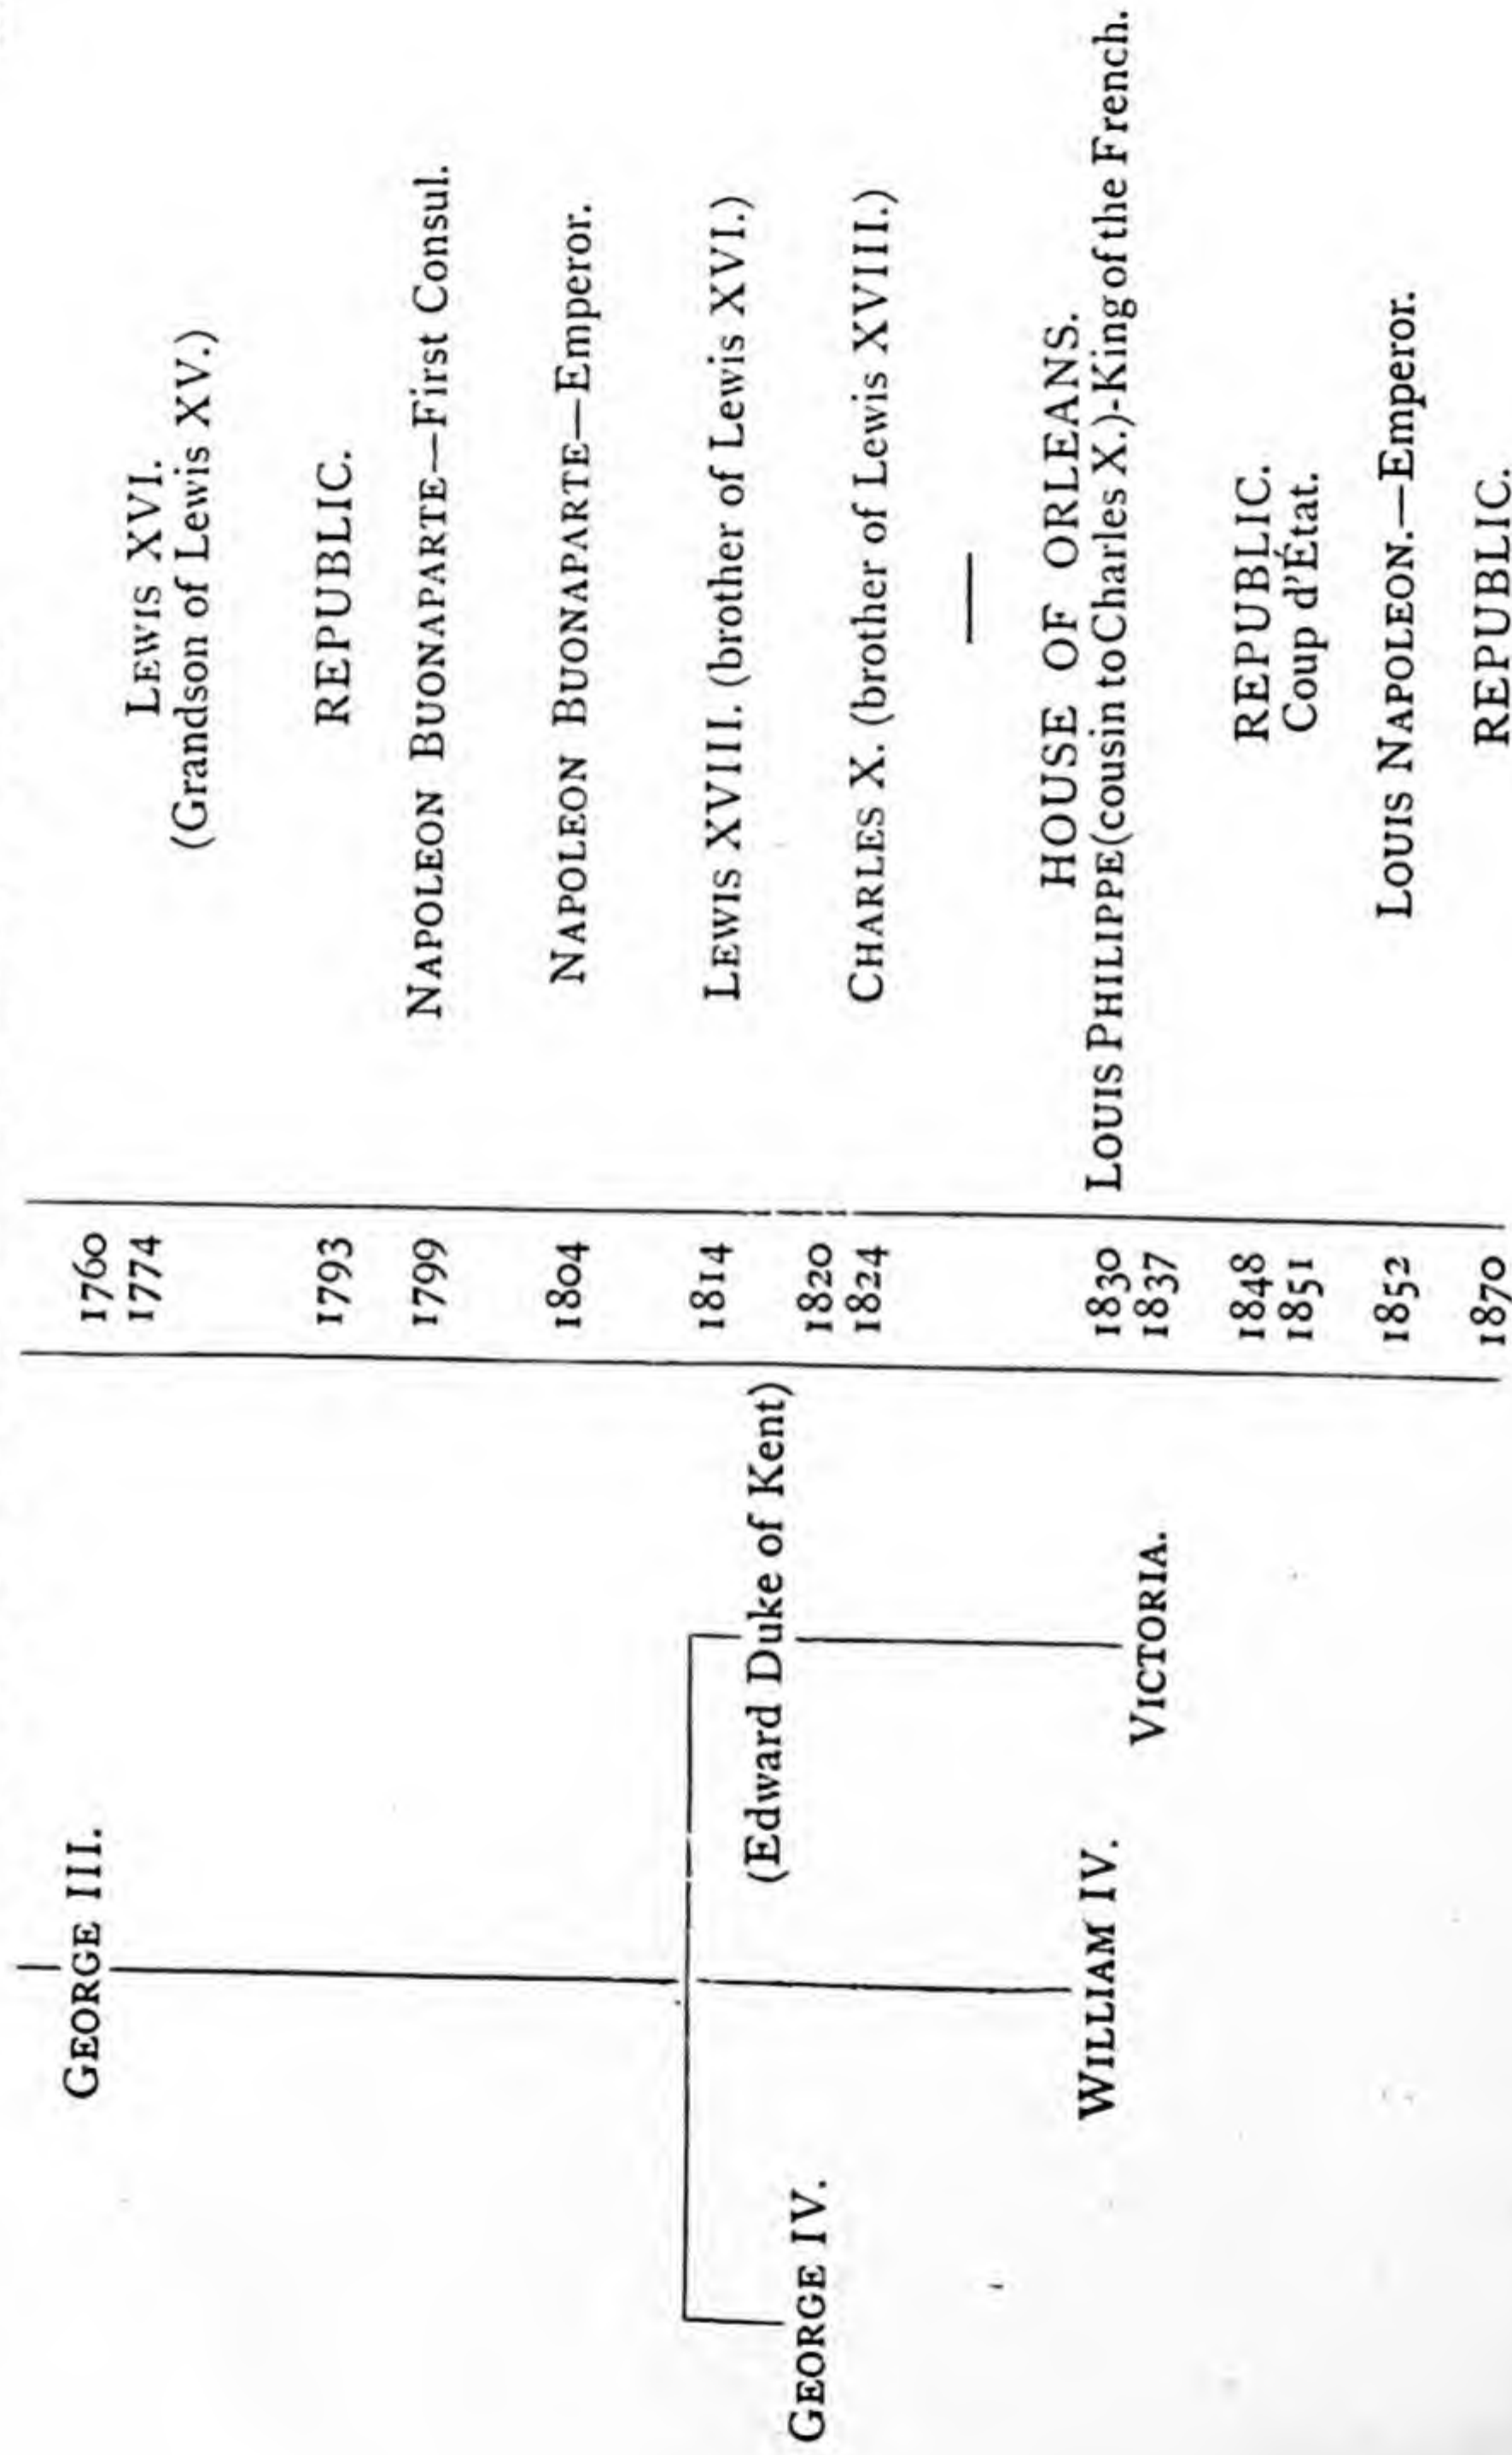 GEORGE III.
1760
1774
LEWIS XVI.
(Grandson of Lewis XV.)
1793
REPUBLIC.
1799
NAPOLEON BUONAPARTE—First Consul.
1804
NAPOLEON BUONAPARTE—Emperor.
1814
LEWIS XVIII. (brother of Lewis XVI.)
(Edward Duke of Kent)
GEORGE IV.
1820
1824
CHARLES X. (brother of Lewis XVIII.)
HOUSE OF ORLEANS.
WILLIAM IV.
1830
LOUIS PHILIPPE (cousin to Charles X.)-King of the French.
VICTORIA.
1837
1848
REPUBLIC.
1851
Coup d'État.
1852
LOUIS NAPOLEON.—Emperor.
1870
REPUBLIC.